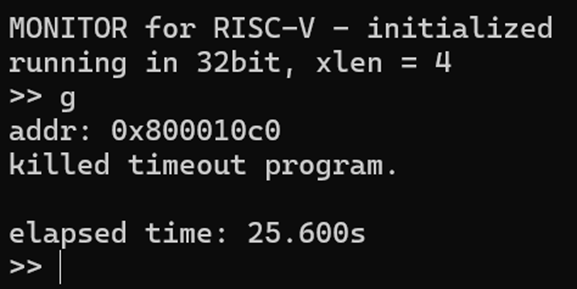 MONITOR for RISC-V - initialized
running in 32bit, xlen = 4
>> g
addr: 0x800010c0
killed timeout program.

elapsed time: 25.600s
>>